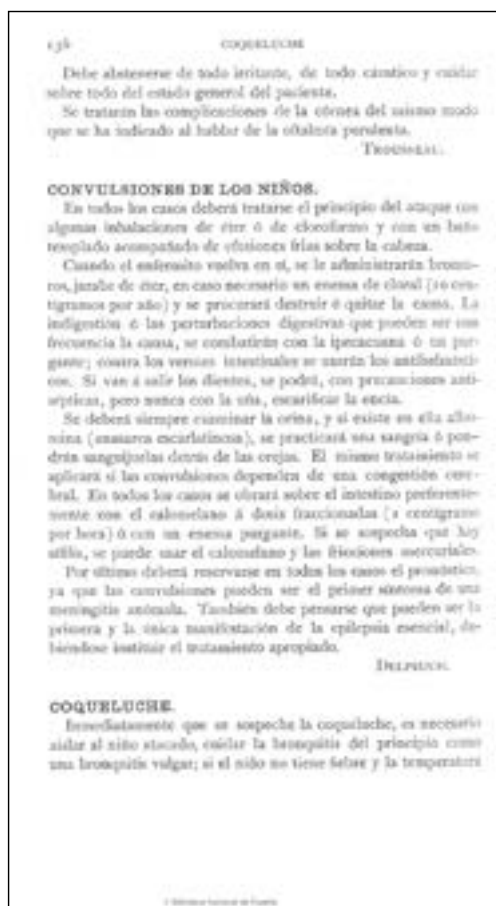 136 COQUELUCHE
Debe abstenerse de todo irritante, de todo cáustico y cuidar
sobre todo del estado general del paciente.
Se tratarán las complicaciones de la córnea del mismo modo
que se ha indicado al hablar de la oftalmia purulenta.
TROUSSEAU.
CONVULSIONES DE LOS NIÑOS.
En todos los casos deberá tratarse el principio del ataque con
algunas inhalaciones de éter ó de cloroformo y con un baño
templado acompañado de efusiones frías sobre la cabeza.
Cuando el enfermito vuelva en sí, se le administrarán bromu-
ros, jarabe de éter, en caso necesario un enema de cloral (10 cen-
tigramos por año) y se procurará destruir ó quitar la causa. La
indigestión ó las perturbaciones digestivas que pueden ser con
frecuencia la causa, se combatirán con la ipecacuana ó un pur-
gante; contra los vermes intestinales se usarán los antihelmínti-
cos. Si van á salir los dientes, se podrá, con precauciones anti-
sépticas, pero nunca con la uña, escarificar la encía.
Se deberá siempre examinar la orina, y si existe en ella albu-
mina (anasarca escarlatinosa), se practicará una sangría ó pon-
drán sanguijuelas detrás de las orejas. El mismo tratamiento se
aplicará si las convulsiones dependen de una congestión cere-
bral. En todos los casos se obrará sobre el intestino preferente-
mente con el calomelano á dosis fraccionadas (1 centigramo
por hora) ó con un enema purgante. Si se sospecha que hay
sífilis, se puede usar el calomelano y las fricciones mercuriales.
Por último deberá reservarse en todos los casos el pronóstico,
ya que las convulsiones pueden ser el primer síntoma de una
meningitis anómala. También debe pensarse que pueden ser la
primera y la única manifestación de la epilepsia esencial, de-
biéndose instituir el tratamiento apropiado.
DELPEUCH.
COQUELUCHE.
Inmediatamente que se sospeche la coqueluche, es necesario
aislar al niño atacado, cuidar la bronquitis del principio como
una bronquitis vulgar; si el niño no tiene fiebre y la temperatura
© Biblioteca Nacional de España